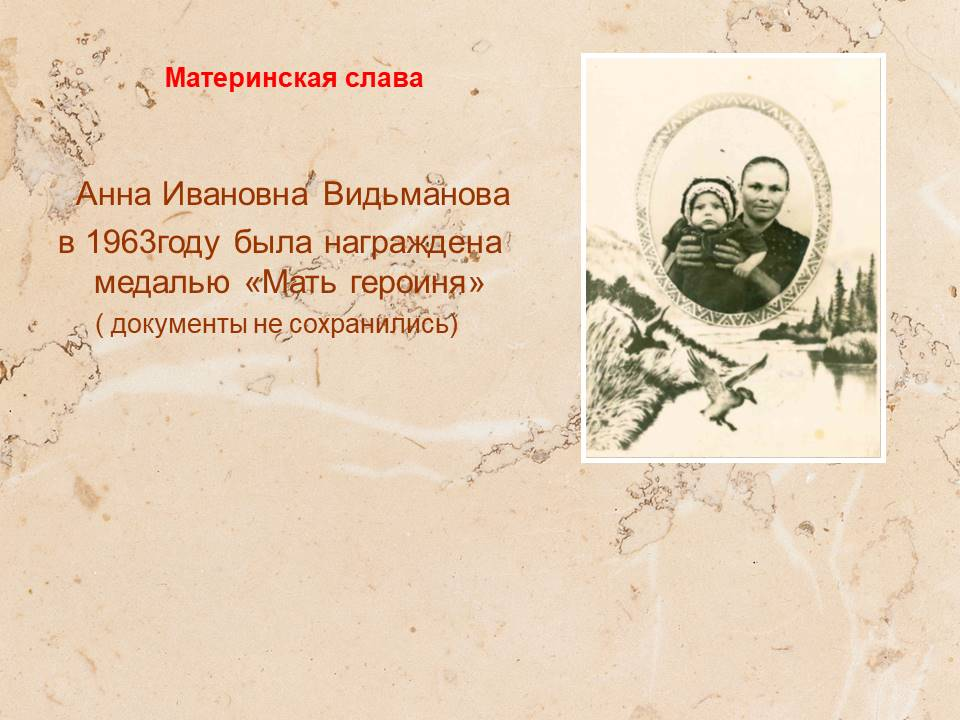 Материнская слава
Анна Ивановна Видьманова
в 1963году была награждена
медалью «Мать героиня»
( документы не сохранились)